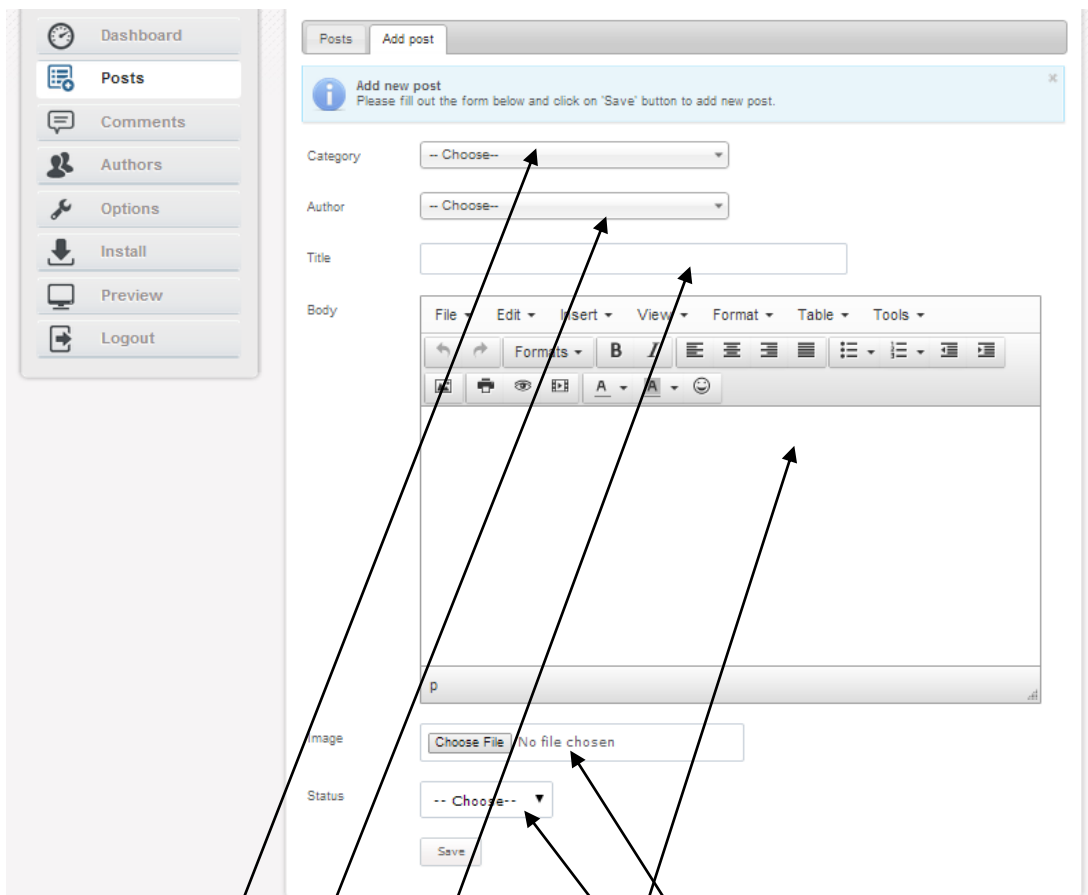 Dashboard
Posts
Comments
Authors
Options
Install
Preview
Logout
Posts Add post
Add new post
Please fill out the form below and click on 'Save' button to add new post.
Category -- Choose--
Author -- Choose--
Title
Body
File Edit Insert View Format Table Tools
Formats B I
A A
p
Image Choose File No file chosen
Status -- Choose--
Save